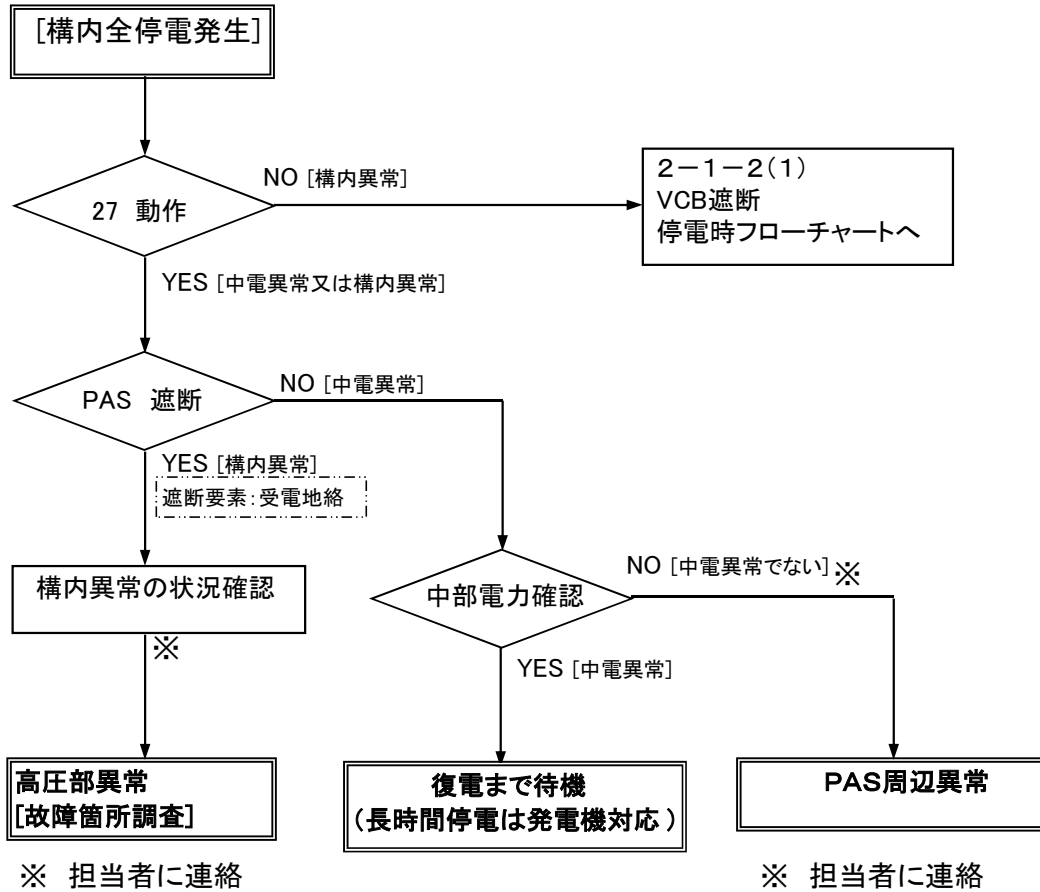 [構内全停電発生]
27 動作
NO [構内異常]
2-1-2(1)
VCB遮断
停電時フローチャートへ
YES [中電異常又は構内異常]
PAS 遮断
NO [中電異常]
YES [構内異常]
遮断要素:受電地絡
構内異常の状況確認
※
中部電力確認
NO [中電異常でない]※
YES [中電異常]
高圧部異常
[故障箇所調査]
復電まで待機
(長時間停電は発電機対応)
PAS周辺異常
※ 担当者に連絡
※ 担当者に連絡